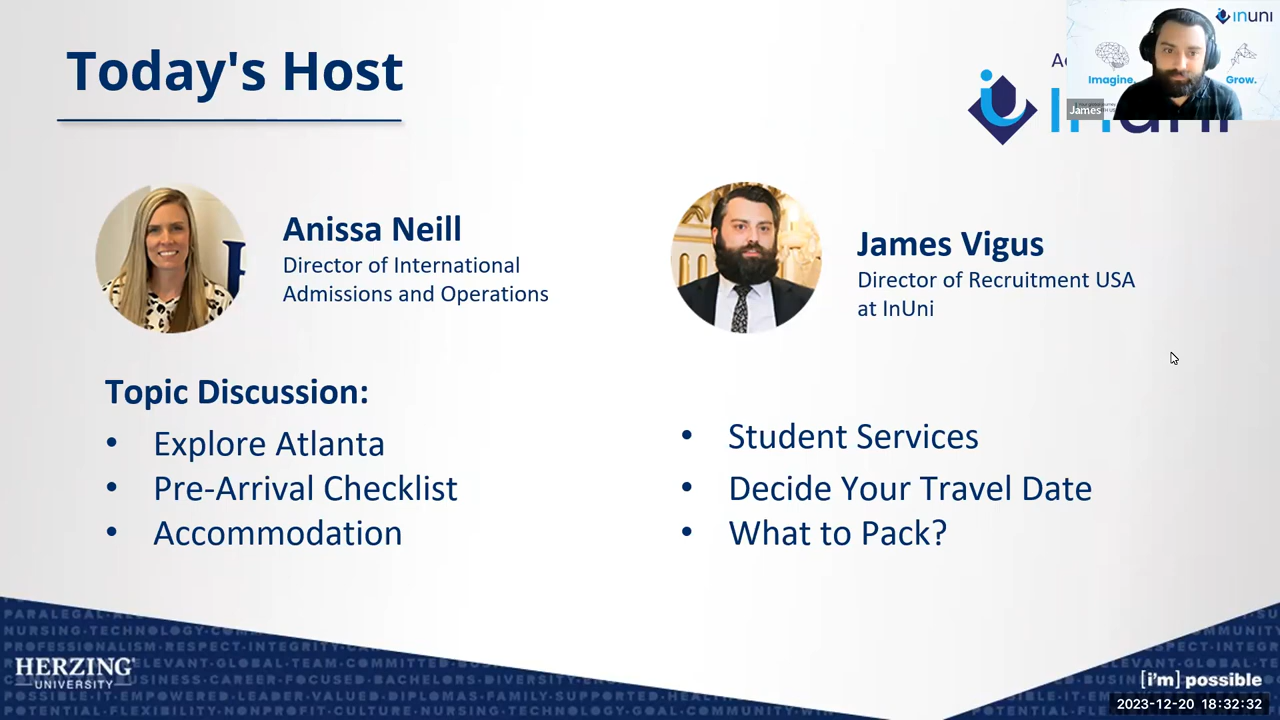 Today's Host
inuni
Imagine.
Grow.
James
Anissa Neill
Director of International
Admissions and Operations
James Vigus
Director of Recruitment USA
at InUni
Topic Discussion:
• Explore Atlanta
• Pre-Arrival Checklist
• Accommodation
• Student Services
• Decide Your Travel Date
• What to Pack?
HERZING
UNIVERSITY
[i'm] possible
2023-12-20 18:32:32